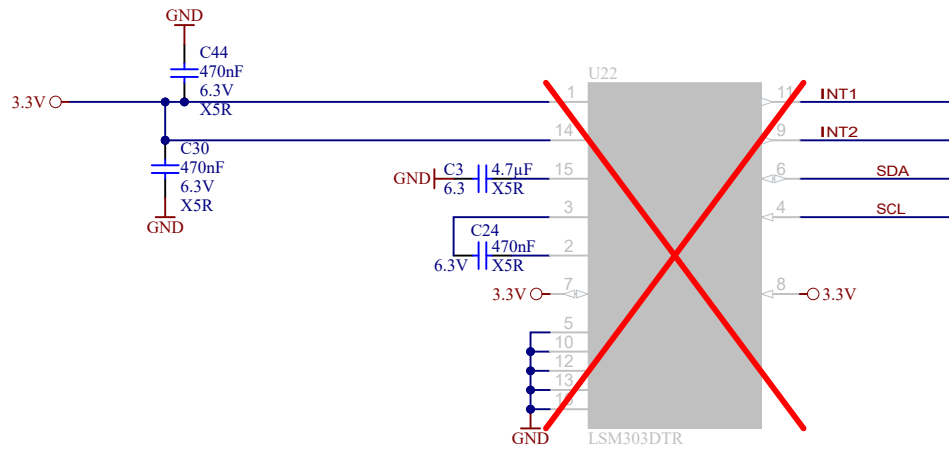 GND
C44
470nF
6.3V
X5R
3.3V
C30
470nF
6.3V
X5R
GND
GND
C3
6.3
4.7µF
X5R
C24
6.3V
470nF
X5R
3.3V
GND
U22
1
14
15
3
2
7
5
10
12
13
LSM303DTR
11
9
6
4
8
INT1
INT2
SDA
SCL
3.3V